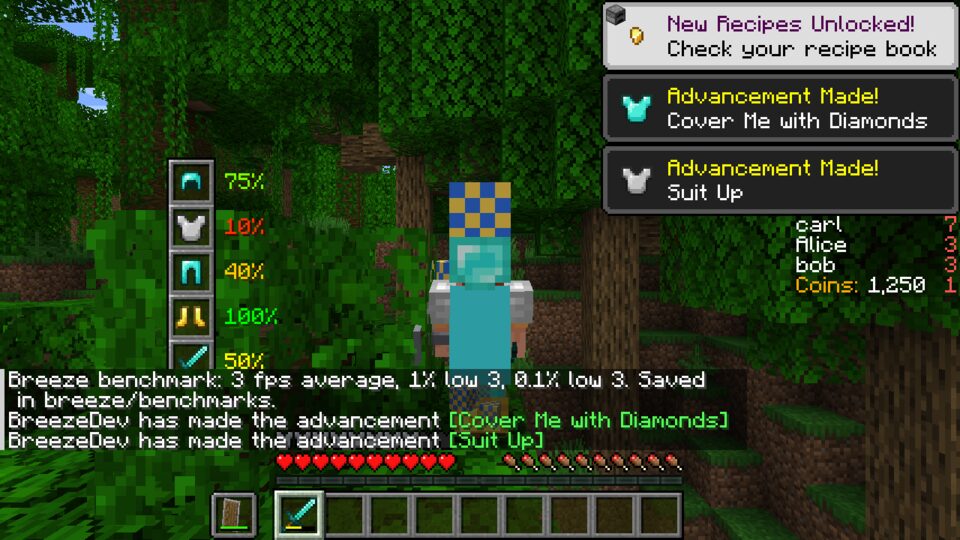 New Recipes Unlocked!
Check your recipe book
Advancement Made!
Cover Me with Diamonds
Advancement Made!
Suit Up
75%
10%
40%
100%
50%
carl 7
Alice 3
bob 3
Coins: 1,250 1
Breeze benchmark: 3 fps average, 1% low 3, 0.1% low 3. Saved
in breeze/benchmarks.
BreezeDev has made the advancement [Cover Me with Diamonds]
BreezeDev has made the advancement [Suit Up]